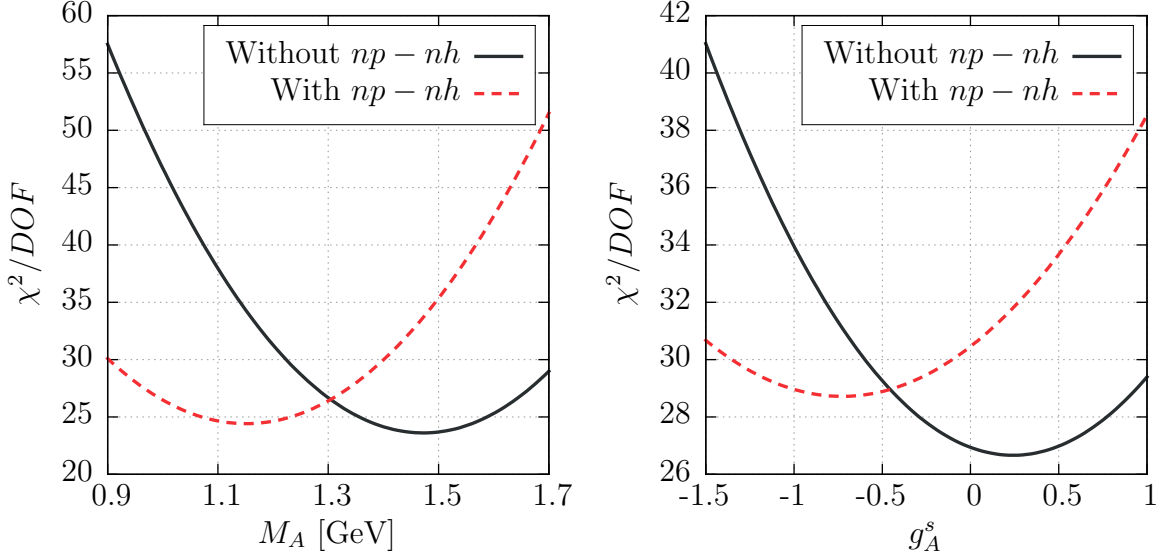 60
55
50
45
40
35
30
25
20
χ²/DOF
Without np − nh
With np − nh
0.9 1.1 1.3 1.5 1.7
M_A [GeV]
42
40
38
36
34
32
30
28
26
χ²/DOF
Without np − nh
With np − nh
-1.5 -1 -0.5 0 0.5 1
g_A^s